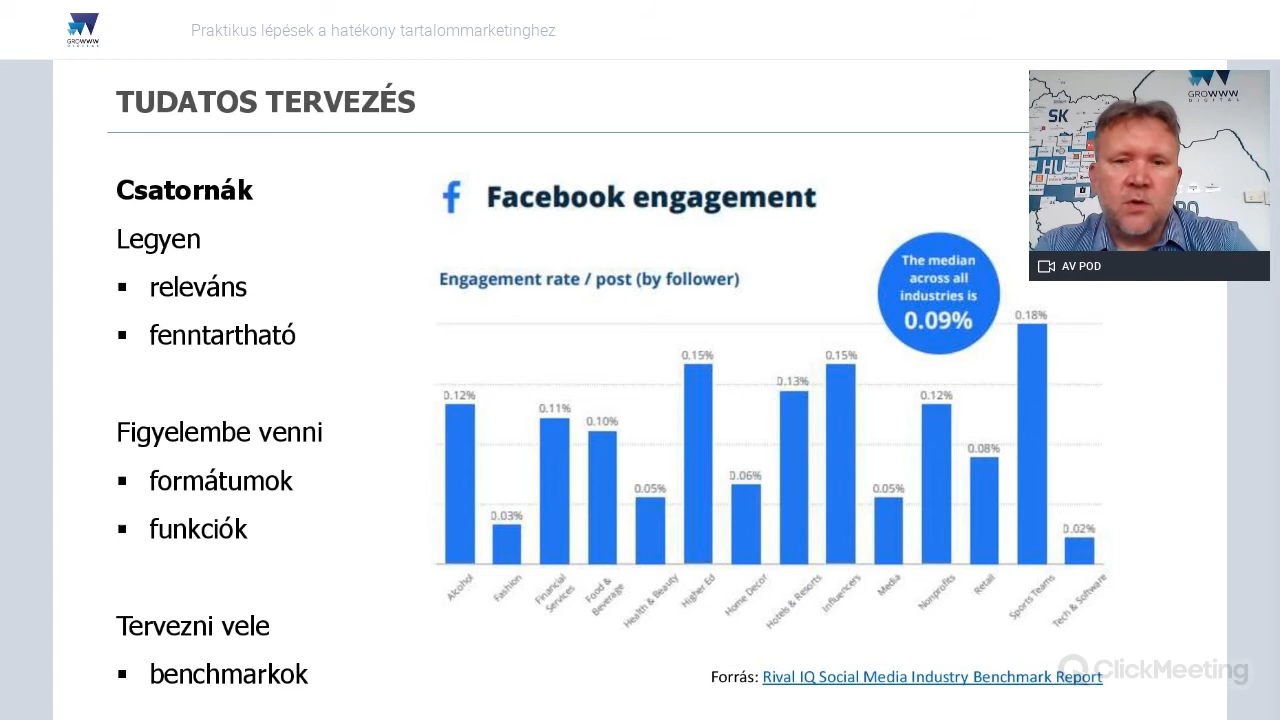 GROWWW
DIGITAL
Praktikus lépések a hatékony tartalommarketinghez
TUDATOS TERVEZÉS
Csatornák
Legyen
▪ releváns
▪ fenntartható
Figyelembe venni
▪ formátumok
▪ funkciók
Tervezni vele
▪ benchmarkok
Facebook engagement
Engagement rate / post (by follower)
The median
across all
industries is
0.09%
0.12%
0.03%
0.11%
0.10%
0.05%
0.15%
0.06%
0.13%
0.15%
0.05%
0.12%
0.08%
0.18%
0.02%
Alcohol
Fashion
Financial
Services
Food &
Beverage
Health & Beauty
Higher Ed
Home Decor
Hotels & Resorts
Influencers
Media
Nonprofits
Retail
Sports Teams
Tech & Software
Forrás: Rival IQ Social Media Industry Benchmark Report
ClickMeeting
GROWWW
DIGITAL
SK
HU
RO
AV POD